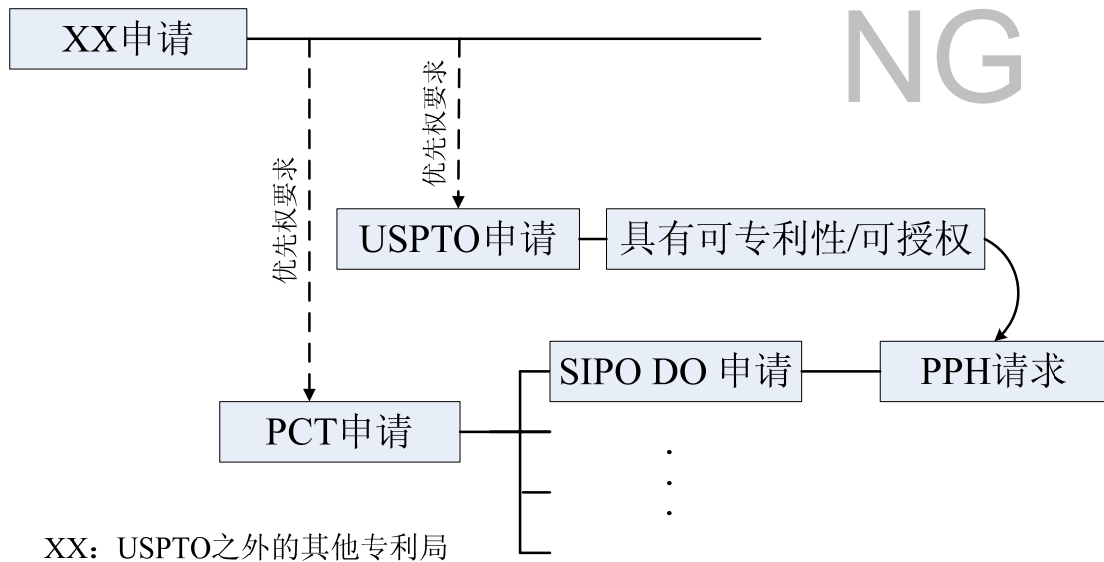 XX申请
NG
优先权要求
优先权要求
USPTO申请
具有可专利性/可授权
SIPO DO 申请
PPH请求
PCT申请
XX：USPTO之外的其他专利局